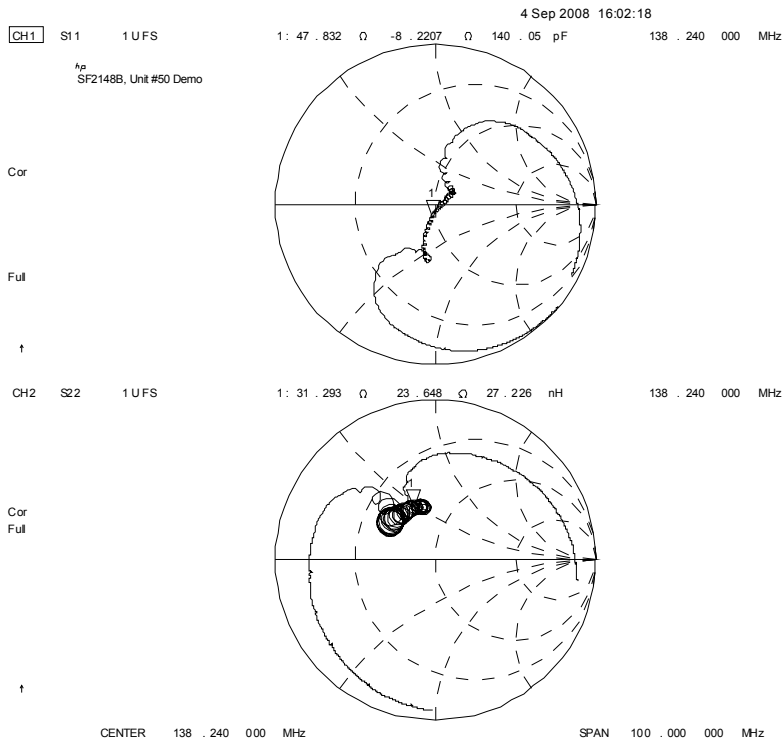 4 Sep 2008 16:02:18
CH1 S11 1 U FS 1: 47.832 Ω -8.2207 Ω 140.05 pF 138.240 000 MHz
hp
SF2148B, Unit #50 Demo
Cor
1
Full
↑
CH2 S22 1 U FS 1: 31.293 Ω 23.648 Ω 27.226 nH 138.240 000 MHz
1
Cor
Full
↑
CENTER 138.240 000 MHz SPAN 100.000 000 MHz